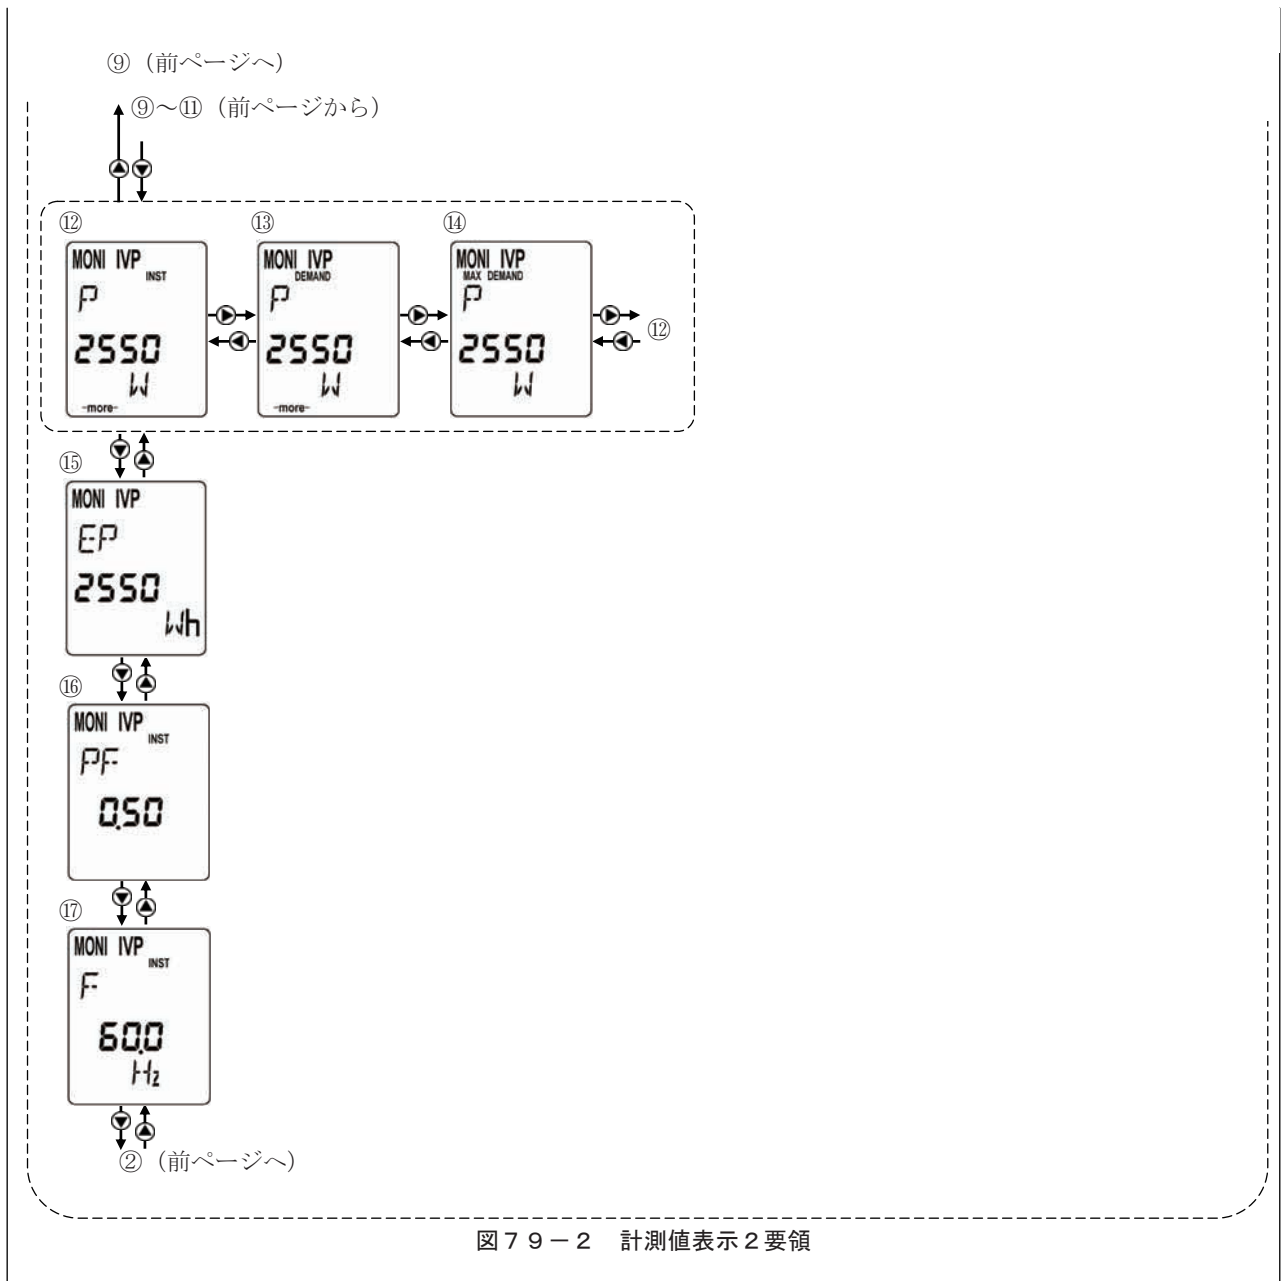 ⑨（前ページへ）
⑨～⑪（前ページから）
⑫
MONI IVP
INST
P
2550
W
-more-
⑬
MONI IVP
DEMAND
P
2550
W
-more-
⑭
MONI IVP
MAX DEMAND
P
2550
W
⑫
⑮
MONI IVP
EP
2550
Wh
⑯
MONI IVP
INST
PF
0.50
⑰
MONI IVP
INST
F
60.0
Hz
②（前ページへ）
図７９－２　計測値表示２要領